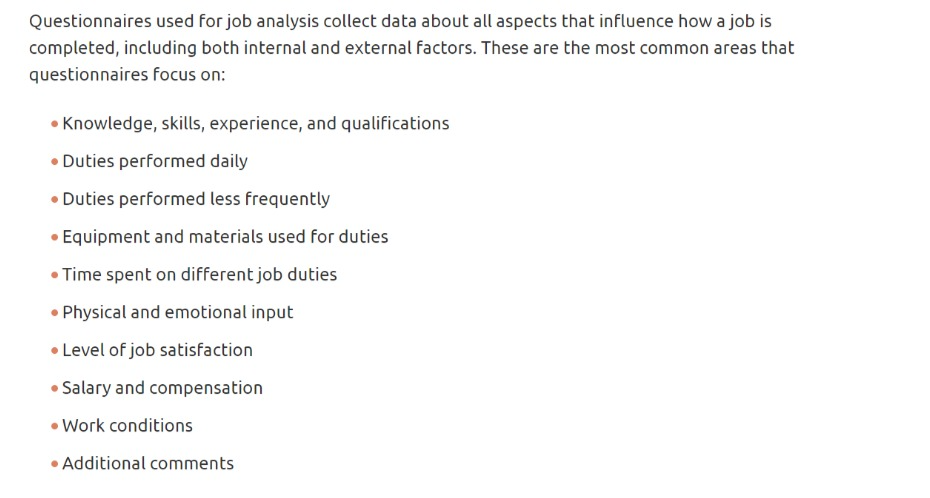 Questionnaires used for job analysis collect data about all aspects that influence how a job is
completed, including both internal and external factors. These are the most common areas that
questionnaires focus on:
• Knowledge, skills, experience, and qualifications
• Duties performed daily
• Duties performed less frequently
• Equipment and materials used for duties
• Time spent on different job duties
• Physical and emotional input
• Level of job satisfaction
• Salary and compensation
• Work conditions
• Additional comments